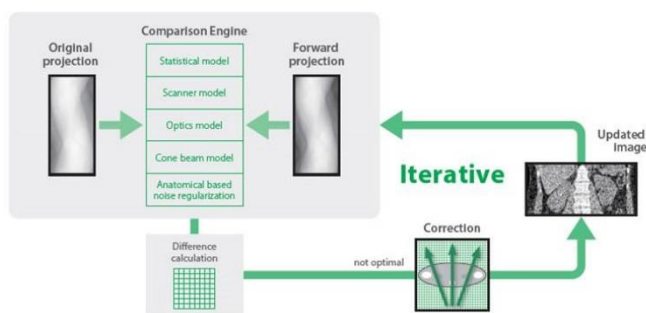 Comparison Engine
Original
projection
Statistical model
Scanner model
Optics model
Cone beam model
Anatomical based
noise regularization
Forward
projection
Updated
image
Iterative
Difference
calculation
not optimal
Correction